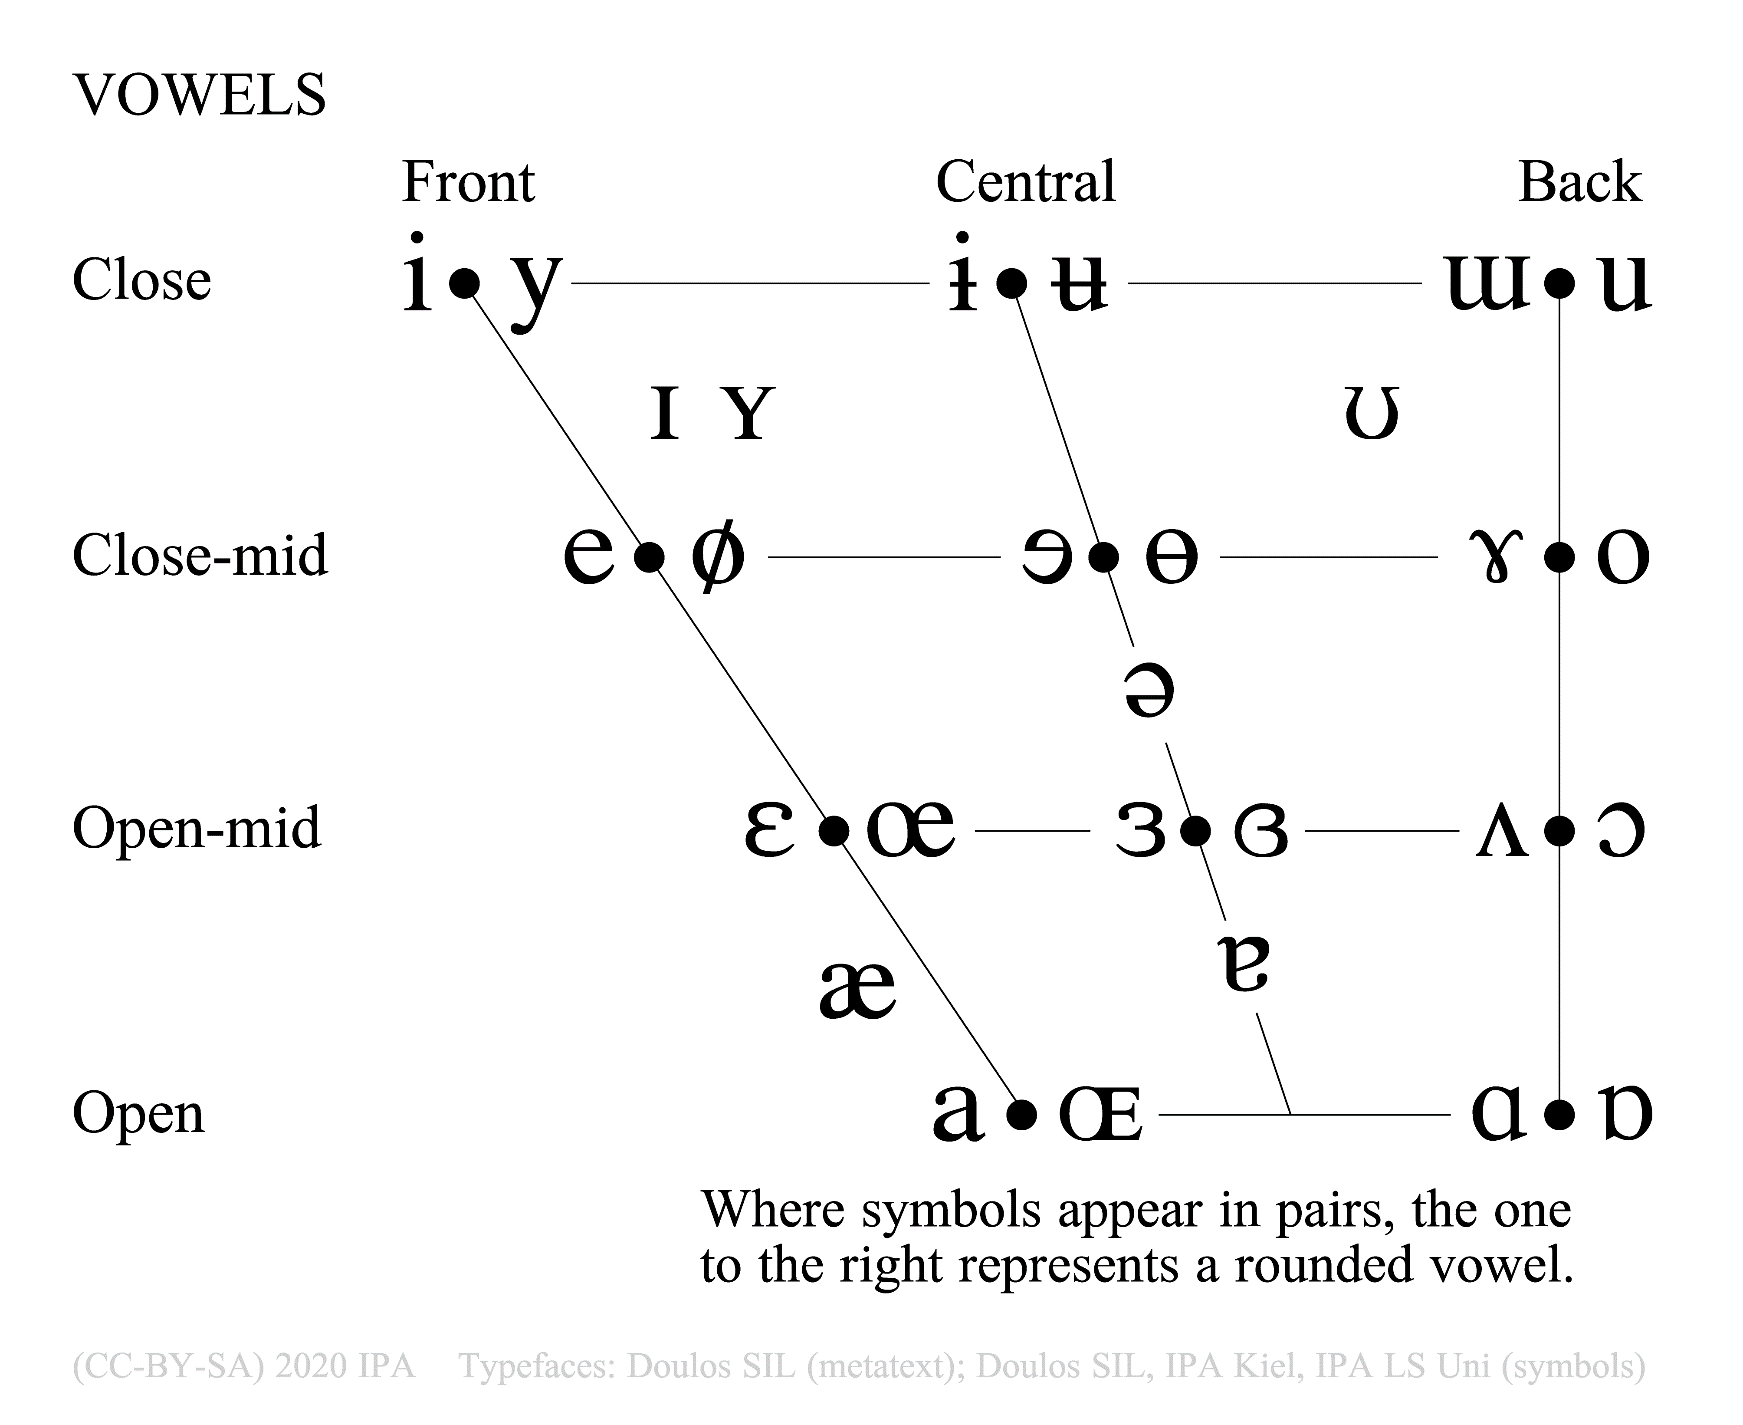 VOWELS
Front Central Back
Close i y ɨ ʉ ɯ u
ɪ ʏ ʊ
Close-mid e ø ɘ ɵ ɤ o
ə
Open-mid ɛ œ ɜ ɞ ʌ ɔ
æ ɐ
Open a ɶ ɑ ɒ
Where symbols appear in pairs, the one
to the right represents a rounded vowel.
(CC-BY-SA) 2020 IPA Typefaces: Doulos SIL (metatext); Doulos SIL, IPA Kiel, IPA LS Uni (symbols)